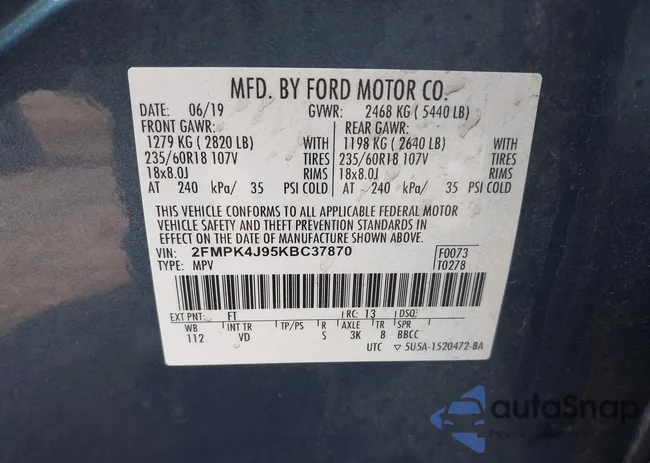 MFD. BY FORD MOTOR CO.
DATE: 06/19 GVWR: 2468 KG (5440 LB)
FRONT GAWR: REAR GAWR:
1279 KG (2820 LB) WITH 1198 KG (2640 LB) WITH
235/60R18 107V TIRES 235/60R18 107V TIRES
18x8.0J RIMS 18x8.0J RIMS
AT 240 kPa/ 35 PSI COLD AT 240 kPa/ 35 PSI COLD
THIS VEHICLE CONFORMS TO ALL APPLICABLE FEDERAL MOTOR
VEHICLE SAFETY AND THEFT PREVENTION STANDARDS IN
EFFECT ON THE DATE OF MANUFACTURE SHOWN ABOVE.
VIN: 2FMPK4J95KBC37870 F0073
TYPE: MPV T0278
EXT PNT: FT RC: 13 DSO:
WB INT TR TP/PS R AXLE TR SPR
112 VD S 3K 8 BBCC
UTC ▽ 5U5A-1520472-BA
autoSnap